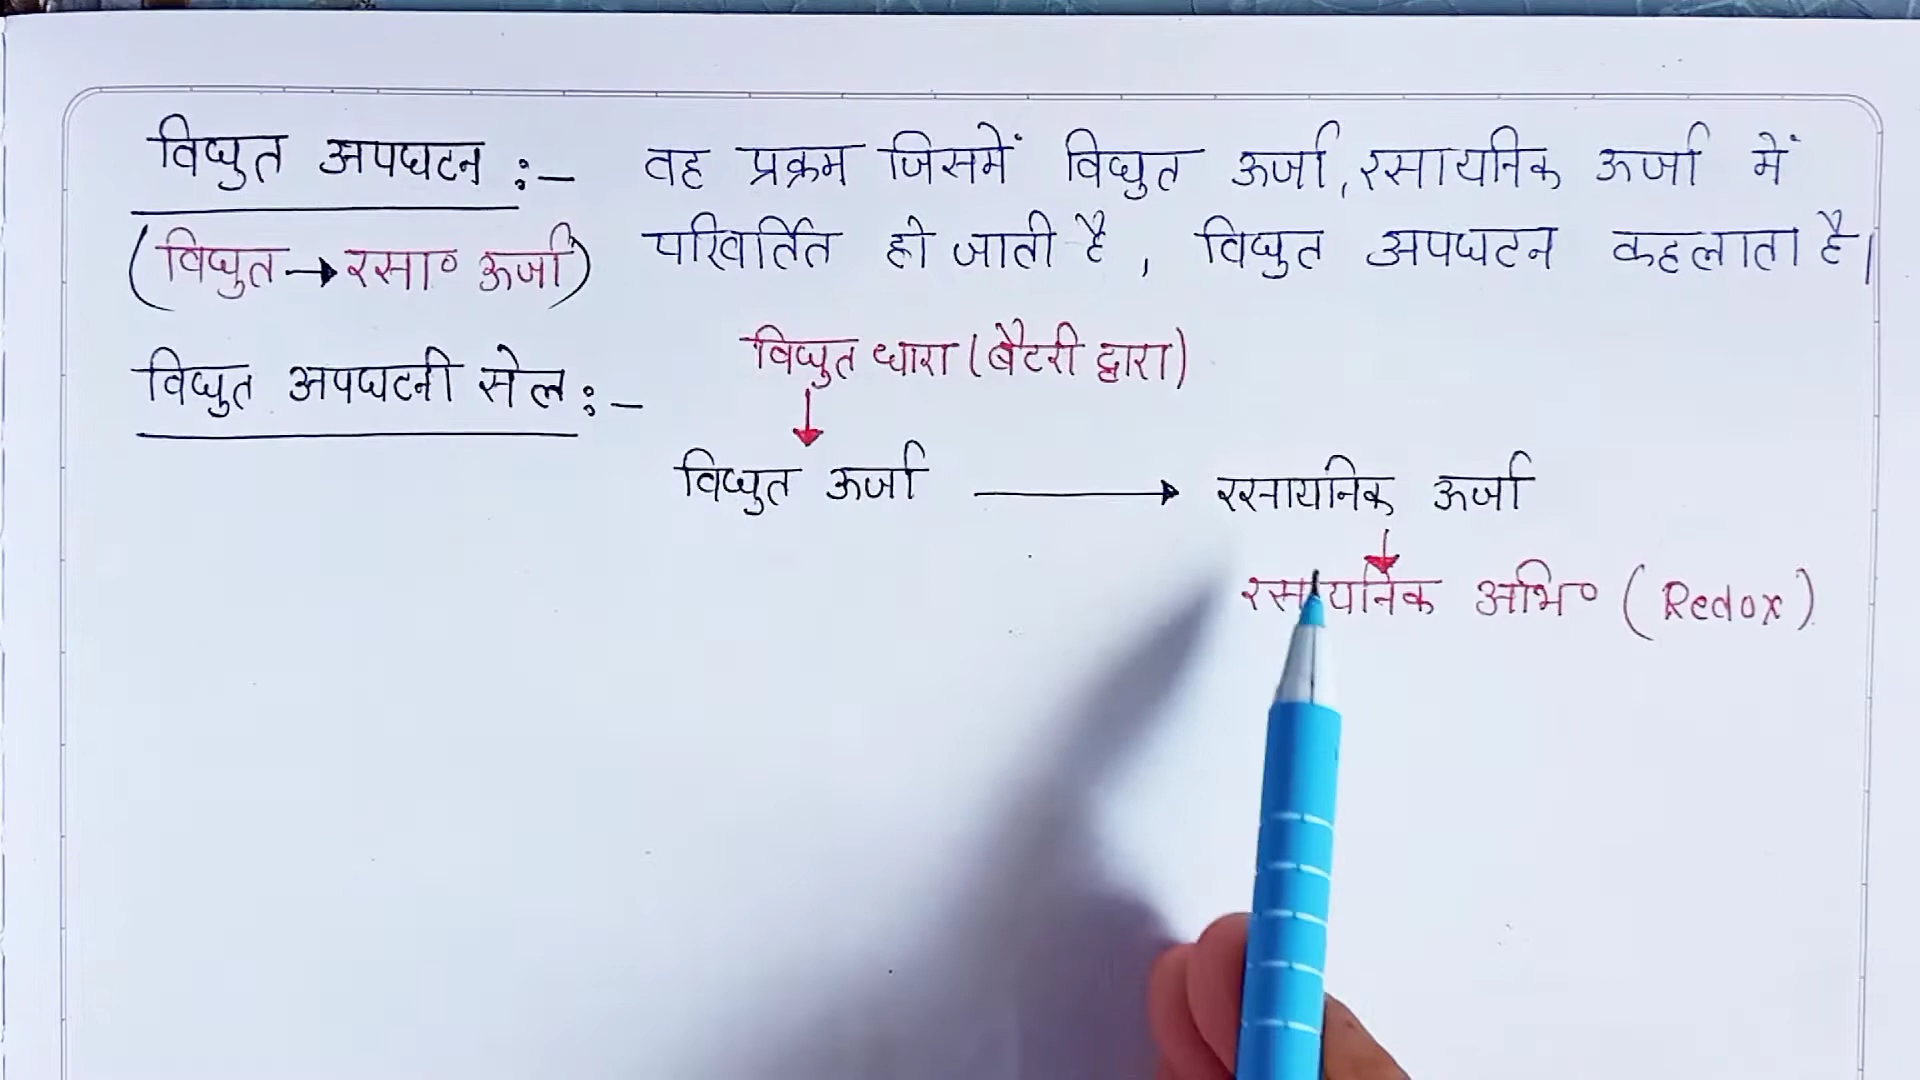 विद्युत अपघटन :- वह प्रक्रम जिसमें विद्युत ऊर्जा, रसायनिक ऊर्जा में
(विद्युत → रसा० ऊर्जा) परिवर्तित हो जाती है, विद्युत अपघटन कहलाता है।
विद्युत धारा (बैटरी द्वारा)
विद्युत अपघटनी सेल :-
विद्युत ऊर्जा → रसायनिक ऊर्जा
रसायनिक अभि० (Redox)